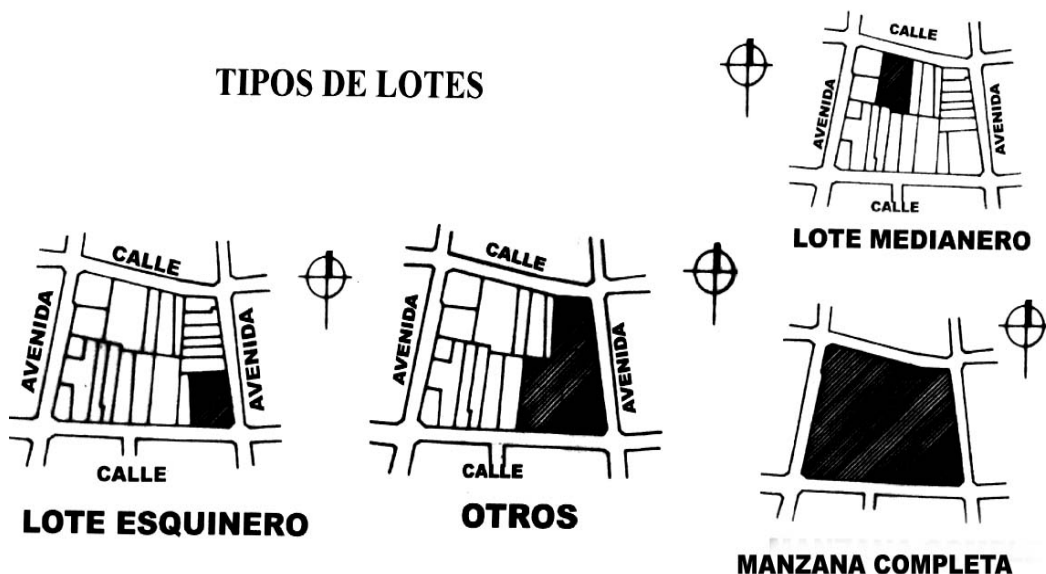 TIPOS DE LOTES
CALLE
AVENIDA
AVENIDA
CALLE
LOTE MEDIANERO
CALLE
AVENIDA
AVENIDA
CALLE
LOTE ESQUINERO
CALLE
AVENIDA
AVENIDA
CALLE
OTROS
MANZANA COMPLETA